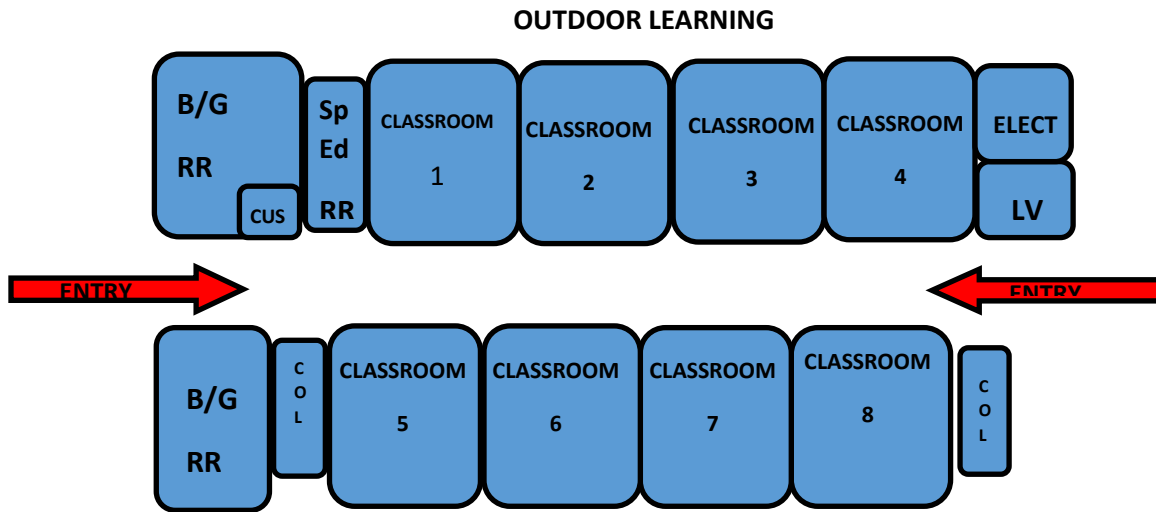 OUTDOOR LEARNING
B/G
RR
CUS
Sp
Ed
RR
CLASSROOM
1
CLASSROOM
2
CLASSROOM
3
CLASSROOM
4
ELECT
LV
ENTRY
ENTRY
B/G
RR
C
O
L
CLASSROOM
5
CLASSROOM
6
CLASSROOM
7
CLASSROOM
8
C
O
L